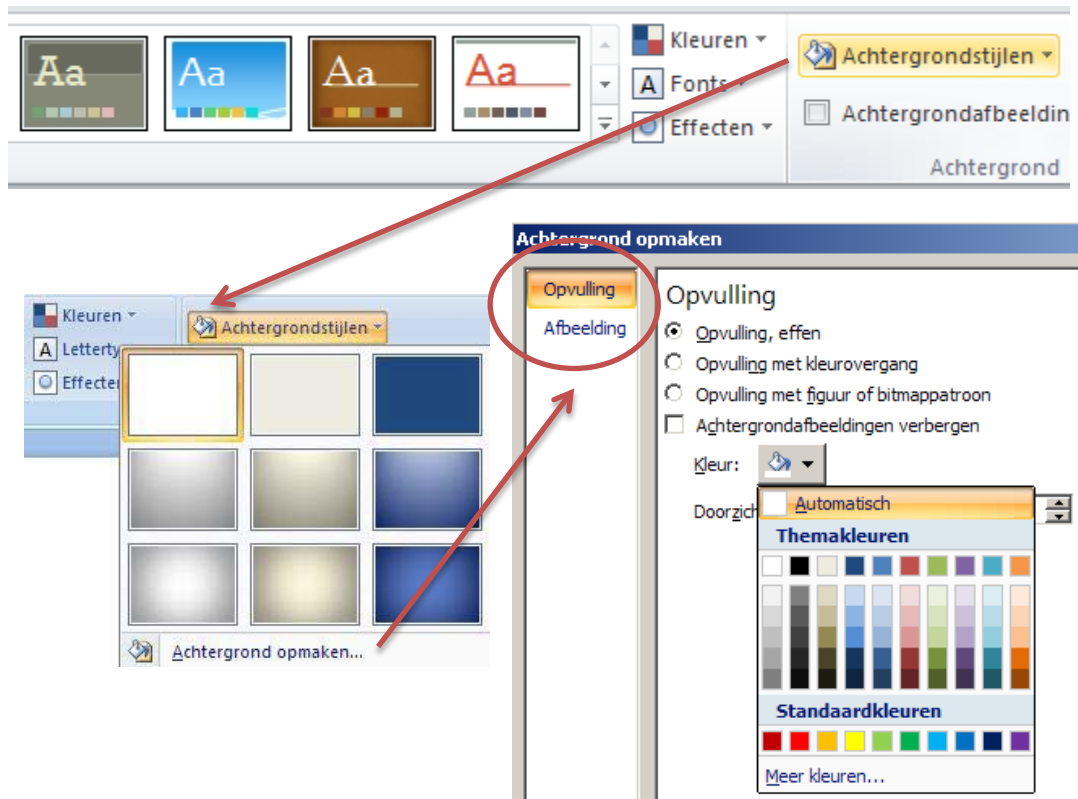 Aa
Aa
Aa
Aa
Kleuren
Fonts
Effecten
Achtergrondstijlen
Achtergrondafbeeldin
Achtergrond
Kleuren
A Letterty
Effecter
Achtergrondstijlen
Achtergrond opmaken...
Achtergrond opmaken
Opvulling
Afbeelding
Opvulling
Opvulling, effen
Opvulling met kleurovergang
Opvulling met figuur of bitmappatroon
Achtergrondafbeeldingen verbergen
Kleur:
Doorzich
Automatisch
Themakleuren
Standaardkleuren
Meer kleuren...